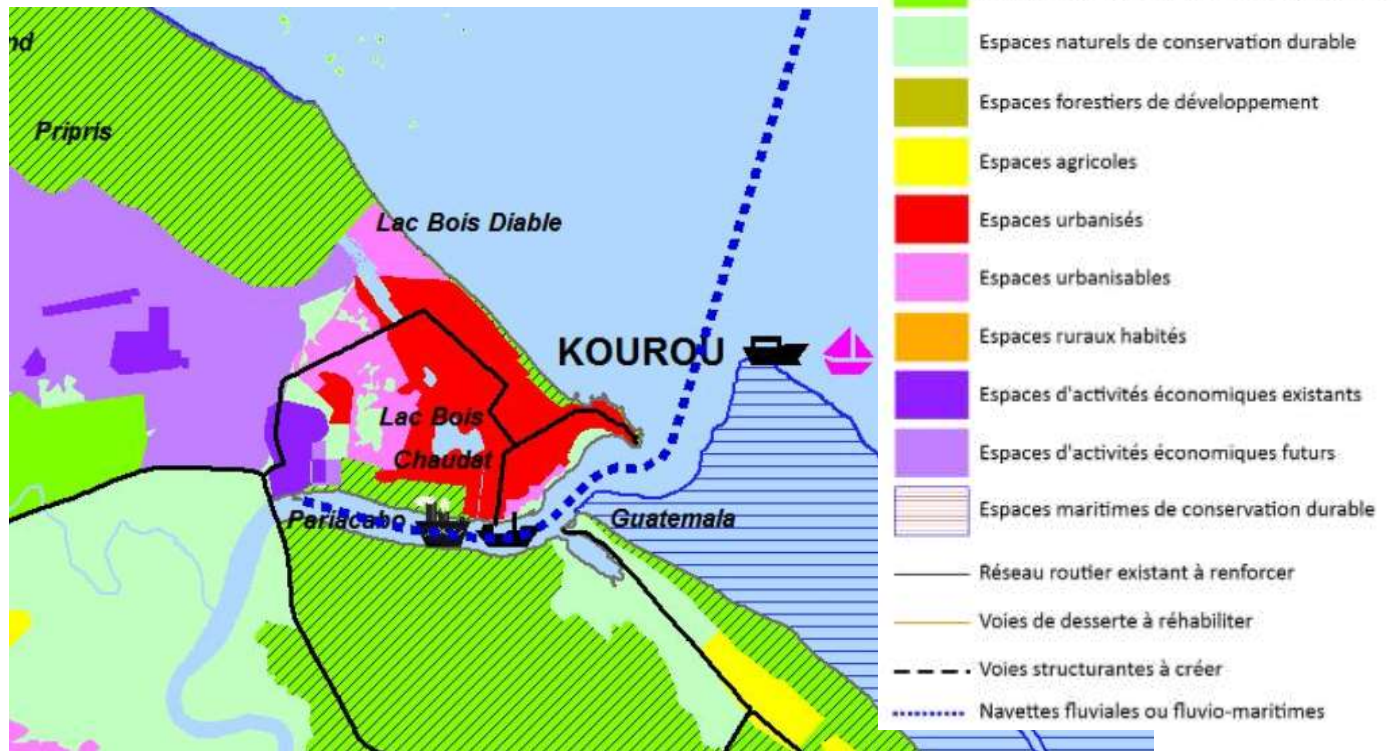 Pripris
Lac Bois Diable
KOUROU
Lac Bois
Chaudat
Pariacabo
Guatemala
Espaces naturels de conservation durable
Espaces forestiers de développement
Espaces agricoles
Espaces urbanisés
Espaces urbanisables
Espaces ruraux habités
Espaces d'activités économiques existants
Espaces d'activités économiques futurs
Espaces maritimes de conservation durable
Réseau routier existant à renforcer
Voies de desserte à réhabiliter
Voies structurantes à créer
Navettes fluviales ou fluvio-maritimes